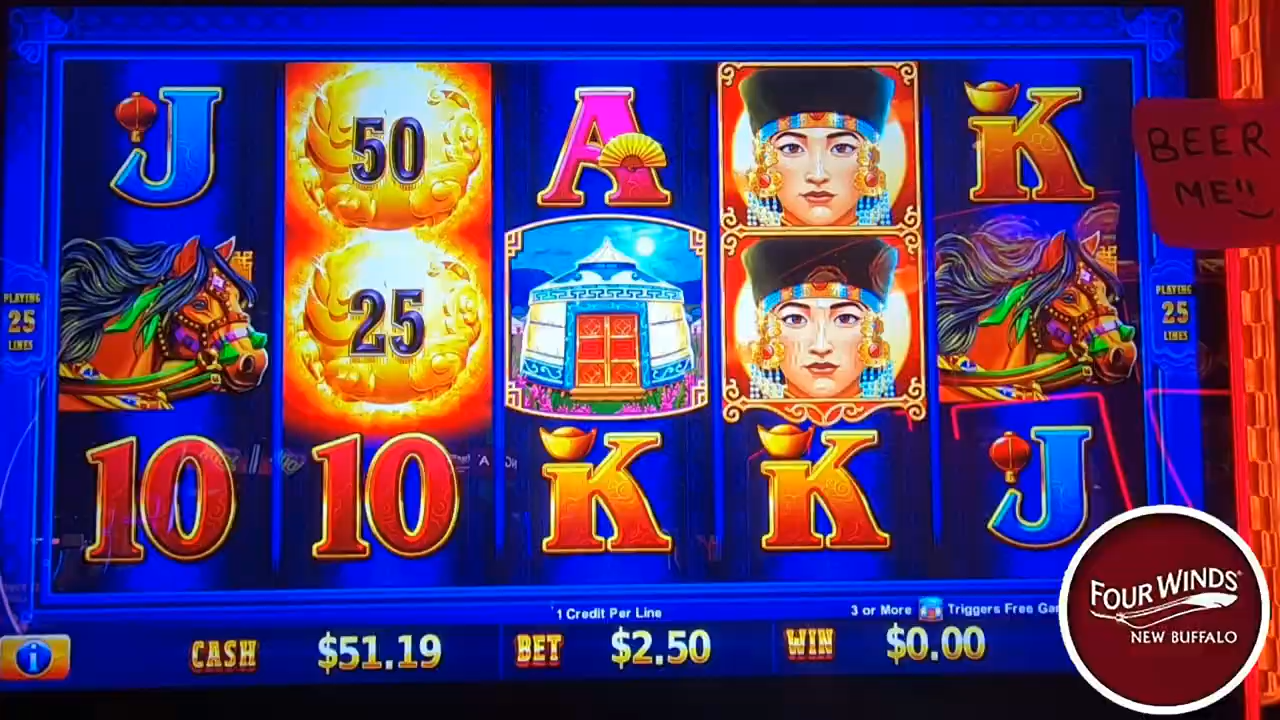 J
50
A
K
BEER
ME
25
PLAYING
25
LINES
PLAYING
25
LINES
10
10
K
K
J
1 Credit Per Line
3 or More
Triggers Free
CASH
$51.19
BET
$2.50
WIN
$0.00
FOUR WINDS
NEW BUFFALO